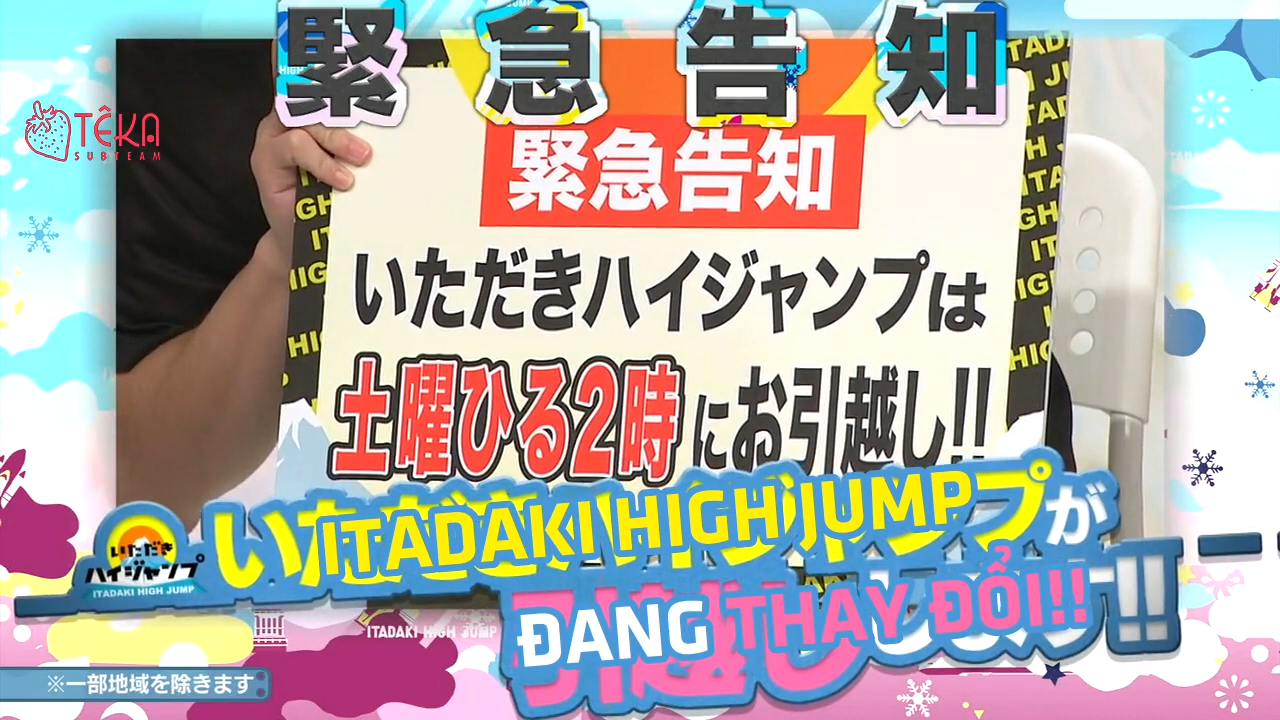 緊急告知
TÊKA
SUBTEAM
緊急告知
いただきハイジャンプは
土曜ひる2時にお引越し!!
いただき
ハイジャンプ
ITADAKI HIGH JUMP
ITADAKI HIGH JUMP
ĐANG THAY ĐỔI!!
ITADAKI HIGH JUMP
※一部地域を除きます